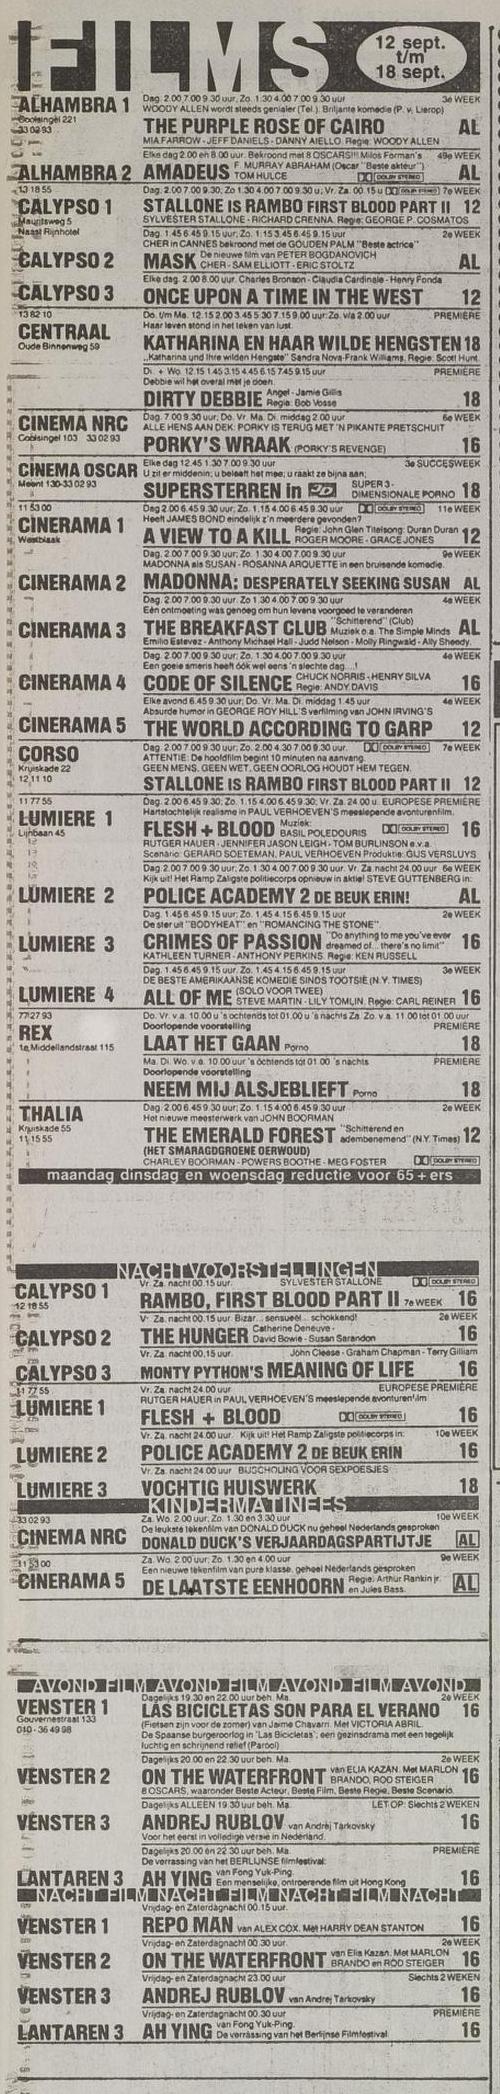 FILMS
12 sept.
t/m
18 sept.
ALHAMBRA 1
Coolsingel 221
33 02 93
Dag. 2.00 7.00 9.30 uur, Zo. 1.30 4.00 7.00 9.30 uur 3e WEEK
WOODY ALLEN wordt steeds genialer (Tel.). Briljante komedie (P. v. Lierop)
THE PURPLE ROSE OF CAIRO AL
MIA FARROW - JEFF DANIELS - DANNY AIELLO. Regie: WOODY ALLEN
Elke dag 2.00 en 8.00 uur. Bekroond met 8 OSCARS!!! Milos Forman's 49e WEEK
ALHAMBRA 2 AMADEUS F. MURRAY ABRAHAM (Oscar "Beste akteur") TOM HULCE DOLBY STEREO AL
13 18 55
CALYPSO 1
Mauritsweg 5
Naast Rijnhotel
Dag. 2.00 7.00 9.30; Zo 1.30 4.00 7.00 9.30 u; Vr. Za. 00.15 u DOLBY STEREO 7e WEEK
STALLONE IS RAMBO FIRST BLOOD PART II 12
SYLVESTER STALLONE - RICHARD CRENNA. Regie: GEORGE P. COSMATOS
Dag. 1.45 6.45 9.15 uur; Zo. 1.15 3.45 6.45 9.15 uur 2e WEEK
CHER in CANNES bekroond met de GOUDEN PALM "Beste actrice"
CALYPSO 2 MASK De nieuwe film van PETER BOGDANOVICH CHER - SAM ELLIOTT - ERIC STOLTZ AL
Elke dag. 2.00 8.00 uur. Charles Bronson - Claudia Cardinale - Henry Fonda
CALYPSO 3 ONCE UPON A TIME IN THE WEST 12
13 82 10
CENTRAAL
Oude Binnenweg 59
Do. t/m Ma. 12.15 2.00 3.45 5.30 7.15 9.00 uur; Zo. v/a 2.00 uur PREMIÈRE
Haar leven stond in het teken van lust.
KATHARINA EN HAAR WILDE HENGSTEN 18
"Katharina und Ihre wilden Hengste" Sandra Nova-Frank Williams, Regie: Scott Hunt.
Di. + Wo. 12.15 1.45 3.15 4.45 6.15 7.45 9.15 uur PREMIÈRE
Debbie wil het overal met je doen.
DIRTY DEBBIE Angel - Jamie Gillis Regie: Bob Vosse 18
CINEMA NRC
Coolsingel 103 33 02 93
Dag. 7.00 9.30 uur; Do. Vr. Ma. Di. middag 2.00 uur 6e WEEK
ALLE HENS AAN DEK: PORKY IS TERUG MET 'N PIKANTE PRETSCHUIT
PORKY'S WRAAK (PORKY'S REVENGE) 16
CINEMA OSCAR
Meent 130-33 02 93
Elke dag 12.45 1.30 7.00 9.30 uur 3e SUCCESWEEK
U zit er middenin; u beleeft het mee; u raakt ze bijna aan;
SUPERSTERREN in 3D SUPER 3-DIMENSIONALE PORNO 18
11 53 00
CINERAMA 1
Westblaak
Dag 2.00 6.45 9.30 uur, Zo. 1.15 4.00 6.45 9.30 uur DOLBY STEREO 11e WEEK
Heeft JAMES BOND eindelijk z'n meerdere gevonden?
A VIEW TO A KILL Regie: John Glen Titelsong: Duran Duran ROGER MOORE - GRACE JONES 12
Dag. 2.00 7.00 9.30 uur; Zo. 1.30 4.00 7.00 9.30 uur 9e WEEK
MADONNA als SUSAN - ROSANNA ARQUETTE in een bruisende komedie.
CINERAMA 2 MADONNA: DESPERATELY SEEKING SUSAN AL
Dag. 2.00 7.00 9.30 uur. Zo 1.30 4.00 7.00 9.30 uur 4e WEEK
Eén ontmoeting was genoeg om hun levens voorgoed te veranderen
CINERAMA 3 THE BREAKFAST CLUB "Schitterend" (Club) Muziek o.a. The Simple Minds AL
Emilio Estevez - Anthony Michael Hall - Judd Nelson - Molly Ringwald - Ally Sheedy.
Dag. 2.00 7.00 9.30 uur; Zo. 1.30 4.00 7.00 9.30 uur 4e WEEK
Een goeie smeris heeft óók wel eens 'n slechte dag....!
CINERAMA 4 CODE OF SILENCE CHUCK NORRIS - HENRY SILVA Regie: ANDY DAVIS 16
Elke avond 6.45 9.30 uur; Do. Vr. Ma. Di. middag 1.45 uur 4e WEEK
Absurde humor in GEORGE ROY HILL'S verfilming van JOHN IRVING'S
CINERAMA 5 THE WORLD ACCORDING TO GARP 12
CORSO
Kruiskade 22
12 11 10
Dag. 2.00 7.00 9.30 uur; Zo. 2.00 4.30 7.00 9.30 uur. DOLBY STEREO 7e WEEK
ATTENTIE: De hoofdfilm begint 10 minuten na aanvang.
GEEN MENS, GEEN WET, GEEN OORLOG HOUDT HEM TEGEN.
STALLONE IS RAMBO FIRST BLOOD PART II 12
11 77 55
LUMIERE 1
Lijnbaan 45
Dag. 2.00 6.45 9.30; Zo. 1.15 4.00 6.45 9.30; Vr. Za. 24.00 u. EUROPESE PREMIÈRE
Hartstochtelijk realisme in PAUL VERHOEVEN'S meeslepende avonturenfilm.
FLESH + BLOOD Muziek: BASIL POLEDOURIS DOLBY STEREO 16
RUTGER HAUER - JENNIFER JASON LEIGH - TOM BURLINSON e.v.a.
Scenario: GERARD SOETEMAN, PAUL VERHOEVEN Produktie: GIJS VERSLUYS
Dag 2.00 7.00 9.30 uur; Zo. 1.30 4.00 7.00 9.30 uur. Vr. Za. nacht 24.00 uur 6e WEEK
Kijk uit! Het Ramp Zaligste politiecorps opnieuw in aktie! STEVE GUTTENBERG in:
LUMIERE 2 POLICE ACADEMY 2 DE BEUK ERIN! AL
Dag. 1.45 6.45 9.15 uur; Zo. 1.45 4.15 6.45 9.15 uur 2e WEEK
De ster uit "BODYHEAT" en "ROMANCING THE STONE"
LUMIERE 3 CRIMES OF PASSION "Do anything to me you've ever dreamed of... there's no limit" 16
KATHLEEN TURNER - ANTHONY PERKINS. Regie: KEN RUSSELL
Dag. 1.45 6.45 9.15 uur; Zo. 1.45 4.15 6.45 9.15 uur 3e WEEK
DE BESTE AMERIKAANSE KOMEDIE SINDS TOOTSIE (N.Y. TIMES)
LUMIERE 4 ALL OF ME (SOLO VOOR TWEE) STEVE MARTIN - LILY TOMLIN. Regie: CARL REINER 16
77 27 93
REX
1e Middellandstraat 115
Do. Vr. v.a. 10.00 u 's ochtends tot 01.00 u 's nachts Za. Zo. v.a. 11.00 tot 01.00 uur
Doorlopende voorstelling PREMIÈRE
LAAT HET GAAN Porno 18
Ma. Di. Wo. v.a. 10.00 uur 's ochtends tot 01.00 's nachts PREMIÈRE
Doorlopende voorstelling
NEEM MIJ ALSJEBLIEFT Porno 18
THALIA
Kruiskade 55
11 15 55
Dag. 2.00 6.45 9.30 uur; Zo. 1.15 4.00 6.45 9.30 uur 2e WEEK
Het nieuwe meesterwerk van JOHN BOORMAN
THE EMERALD FOREST "Schitterend en adembenemend" (N.Y. Times) 12
(HET SMARAGDGROENE OERWOUD)
CHARLEY BOORMAN - POWERS BOOTHE - MEG FOSTER DOLBY STEREO
maandag dinsdag en woensdag reductie voor 65+ers
NACHTVOORSTELLINGEN
CALYPSO 1
12 18 55
Vr. Za. nacht 00.15 uur. SYLVESTER STALLONE DOLBY STEREO
RAMBO, FIRST BLOOD PART II 7e WEEK 16
Vr. Za. nacht 00.15 uur. Bizar... sensueel... schokkend! 2e WEEK
CALYPSO 2 THE HUNGER Catherine Deneuve - David Bowie - Susan Sarandon 16
Vr. Za. nacht 00.15 uur. John Cleese - Graham Chapman - Terry Gilliam
CALYPSO 3 MONTY PYTHON'S MEANING OF LIFE 16
11 77 55
LUMIERE 1
Vr. Za. nacht 24.00 uur EUROPESE PREMIÈRE
RUTGER HAUER in PAUL VERHOEVEN'S meeslepende avonturenfilm
FLESH + BLOOD DOLBY STEREO 16
Vr. Za. nacht 24.00 uur. Kijk uit! Het Ramp Zaligste politiecorps in: 10e WEEK
LUMIERE 2 POLICE ACADEMY 2 DE BEUK ERIN 16
Vr. Za. nacht 24.00 uur BIJSCHOLING VOOR SEXPOESJES
LUMIERE 3 VOCHTIG HUISWERK 18
KINDERMATINEES
33 02 93
CINEMA NRC
Za. Wo. 2.00 uur; Zo. 1.30 en 3.30 uur 10e WEEK
De leukste tekenfilm van DONALD DUCK nu geheel Nederlands gesproken
DONALD DUCK'S VERJAARDAGSPARTIJTJE AL
11 53 00
CINERAMA 5
Za. Wo. 2.00 uur; Zo. 1.30 en 4.00 uur 9e WEEK
Een nieuwe tekenfilm van pure klasse, geheel Nederlands gesproken
DE LAATSTE EENHOORN Regie: Arthur Rankin jr. en Jules Bass. AL
AVOND FILM AVOND FILM AVOND FILM AVOND
VENSTER 1
Gouvernestraat 133
010 - 36 49 98
Dagelijks 19.30 en 22.00 uur beh. Ma. 2e WEEK
LAS BICICLETAS SON PARA EL VERANO 16
(Fietsen zijn voor de zomer) van Jaime Chavarri. Met VICTORIA ABRIL.
De Spaanse burgeroorlog in 'Las Bicicletas', een gezinsdrama met een tegelijk
luchtig en schrijnend reliëf (Parool)
Dagelijks 20.00 en 22.30 uur beh. Ma. 2e WEEK
VENSTER 2 ON THE WATERFRONT van ELIA KAZAN. Met MARLON BRANDO, ROD STEIGER 16
8 OSCARS, waaronder Beste Acteur, Beste Film, Beste Regie, Beste Scenario.
Dagelijks ALLEEN 19.30 uur beh. Ma. LET OP: Slechts 2 WEKEN
VENSTER 3 ANDREJ RUBLOV van Andrej Tarkovsky 16
Voor het eerst in volledige versie in Nederland.
Dagelijks 20.00 en 22.30 uur beh. Ma. PREMIÈRE
De verrassing van het BERLIJNSE filmfestival:
LANTAREN 3 AH YING van Fong Yuk-Ping. Een menselijke, ontroerende film uit Hong Kong 16
NACHT FILM NACHT FILM NACHT FILM NACHT
Vrijdag- en Zaterdagnacht 00.15 uur.
VENSTER 1 REPO MAN van ALEX COX. Met HARRY DEAN STANTON 16
Vrijdag- en Zaterdagnacht 00.30 uur. 2e WEEK
VENSTER 2 ON THE WATERFRONT van Elia Kazan. Met MARLON BRANDO en ROD STEIGER 16
Vrijdag- en Zaterdagnacht 23.00 uur Slechts 2 WEKEN
VENSTER 3 ANDREJ RUBLOV van Andrej Tarkovsky 16
Vrijdag- en Zaterdagnacht 00.30 uur PREMIÈRE
LANTAREN 3 AH YING van Fong Yuk-Ping. De verrassing van het Berlijnse Filmfestival. 16